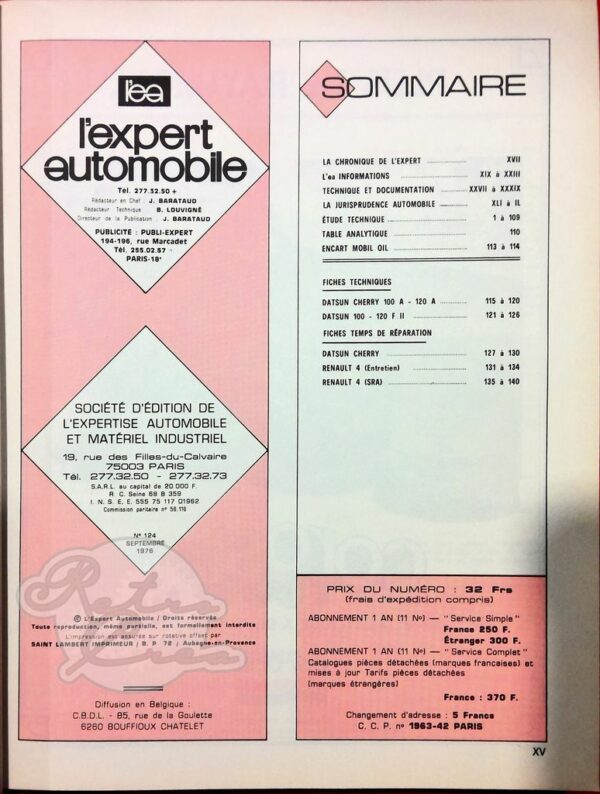 l'ea
l'expert
automobile
Tél. 277.32.50 +
Rédacteur en Chef : J. BARATAUD
Rédacteur Technique : B. LOUVIGNÉ
Directeur de la Publication : J. BARATAUD
PUBLICITÉ : PUBLI-EXPERT
194-196, rue Marcadet
Tél. 255.02.57 +
PARIS-18e
SOCIÉTÉ D'ÉDITION DE
L'EXPERTISE AUTOMOBILE
ET MATÉRIEL INDUSTRIEL
19, rue des Filles-du-Calvaire
75003 PARIS
Tél. 277.32.50 - 277.32.73
S.A.R.L. au capital de 20.000 F.
R. C. Seine 68 B 359
I. N. S. E. E. 555 75 117 01962
Commission paritaire n° 56.118
N° 124
SEPTEMBRE
1976
Retro
© L'Expert Automobile / Droits réservés
Toute reproduction, même partielle, est formellement interdite
L'impression est assurée sur rotative offset par
SAINT LAMBERT IMPRIMEUR / B. P. 72 / Aubagne-en-Provence
Diffusion en Belgique :
C.B.D.L. - 85, rue de la Goulette
6260 BOUFFIOUX CHATELET
SOMMAIRE
LA CHRONIQUE DE L'EXPERT XVII
L'ea INFORMATIONS XIX à XXIII
TECHNIQUE ET DOCUMENTATION XXVII à XXXIX
LA JURISPRUDENCE AUTOMOBILE XLI à IL
ÉTUDE TECHNIQUE 1 à 109
TABLE ANALYTIQUE 110
ENCART MOBIL OIL 113 à 114
FICHES TECHNIQUES
DATSUN CHERRY 100 A - 120 A 115 à 120
DATSUN 100 - 120 F II 121 à 126
FICHES TEMPS DE RÉPARATION
DATSUN CHERRY 127 à 130
RENAULT 4 (Entretien) 131 à 134
RENAULT 4 (SRA) 135 à 140
PRIX DU NUMÉRO : 32 Frs
(frais d'expédition compris)
ABONNEMENT 1 AN (11 Nos) — "Service Simple"
France 250 F.
Étranger 300 F.
ABONNEMENT 1 AN (11 Nos) — "Service Complet"
Catalogues pièces détachées (marques francaises) et
mises à jour Tarifs pièces détachées
(marques étrangères)
France : 370 F.
Changement d'adresse : 5 Francs
C. C. P. no 1963-42 PARIS
XV